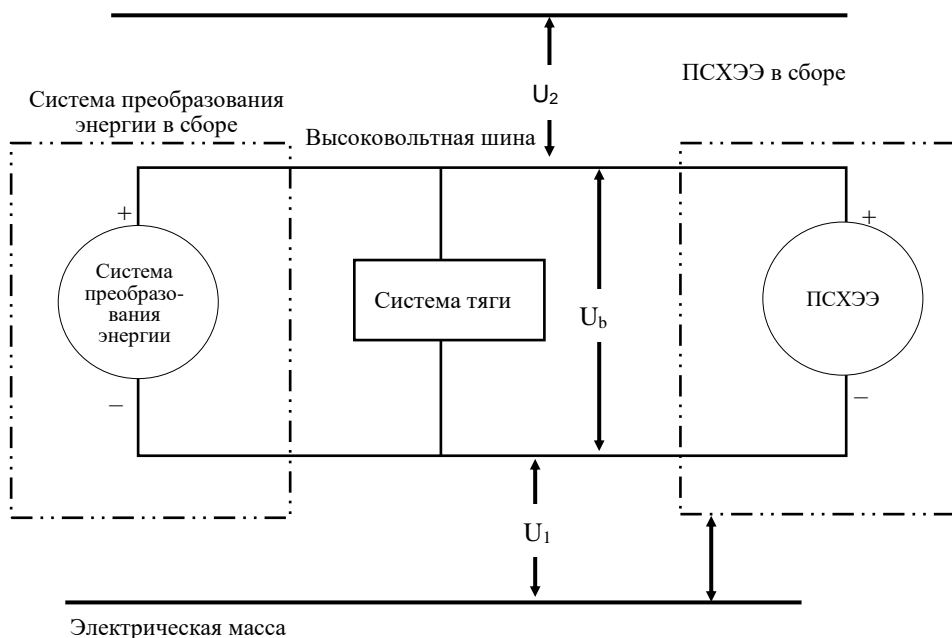 ПСХЭЭ в сборе
U2
Система преобразования
энергии в сборе
Высоковольтная шина
+
+
Система
преобразо-
вания
энергии
Система тяги
Ub
ПСХЭЭ
−
−
U1
Электрическая масса